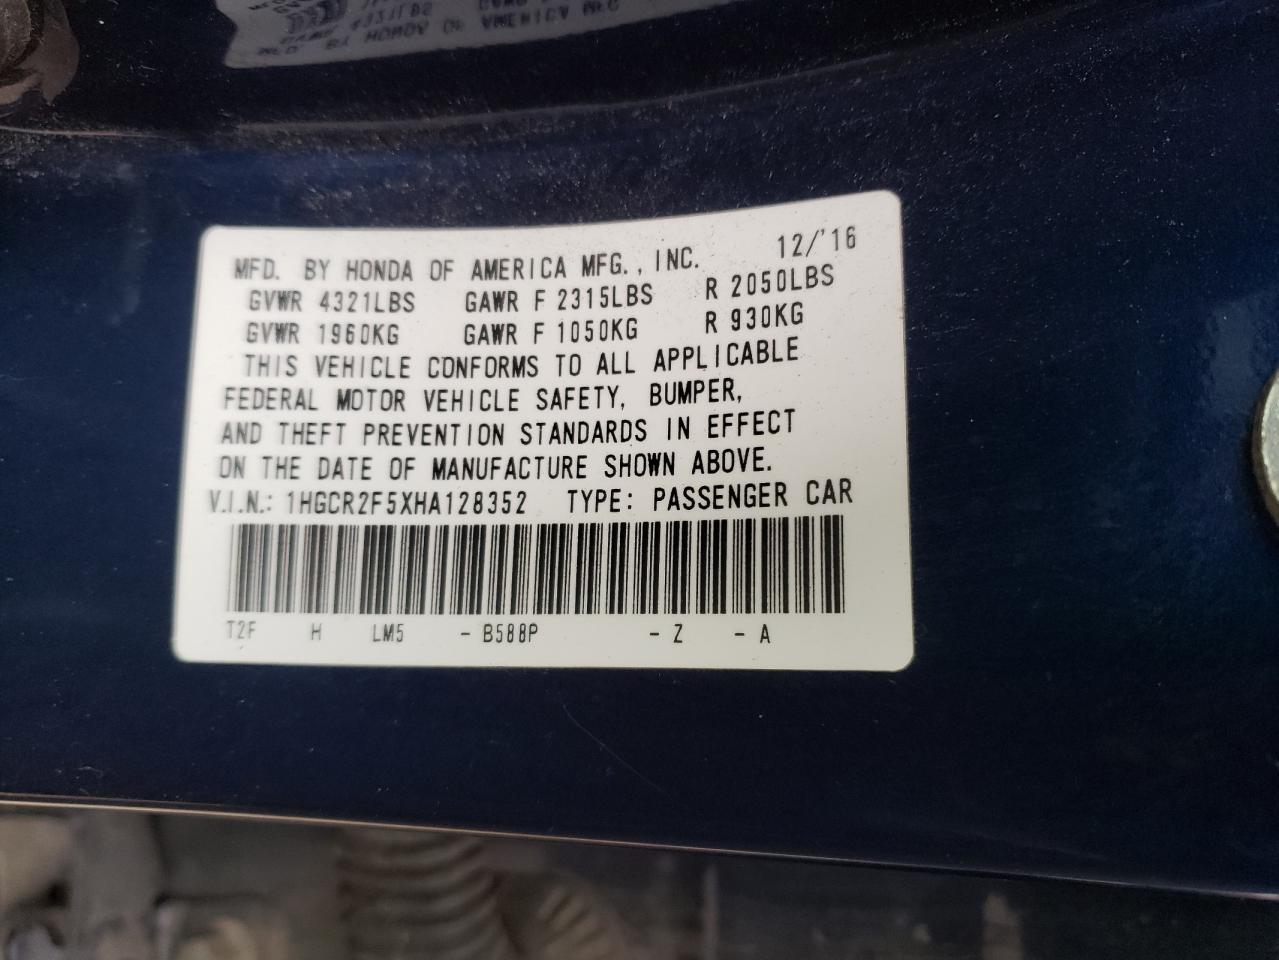 MFD. BY HONDA OF AMERICA MFG., INC. 12/'16
GVWR 4321LBS GAWR F 2315LBS R 2050LBS
GVWR 1960KG GAWR F 1050KG R 930KG
THIS VEHICLE CONFORMS TO ALL APPLICABLE
FEDERAL MOTOR VEHICLE SAFETY, BUMPER,
AND THEFT PREVENTION STANDARDS IN EFFECT
ON THE DATE OF MANUFACTURE SHOWN ABOVE.
V.I.N.: 1HGCR2F5XHA128352 TYPE: PASSENGER CAR
T2F H LM5 - B588P - Z - A